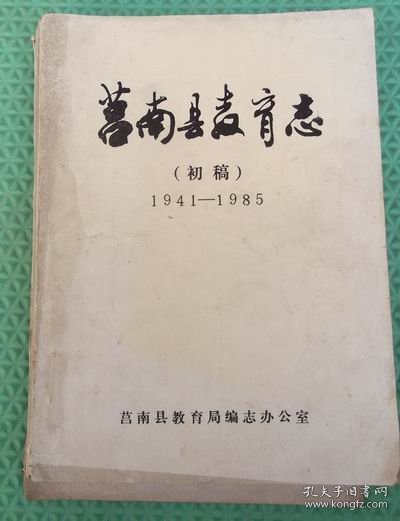 莒南县教育志
（初稿）
1941—1985
莒南县教育局编志办公室
孔夫子旧书网
kongfz.com